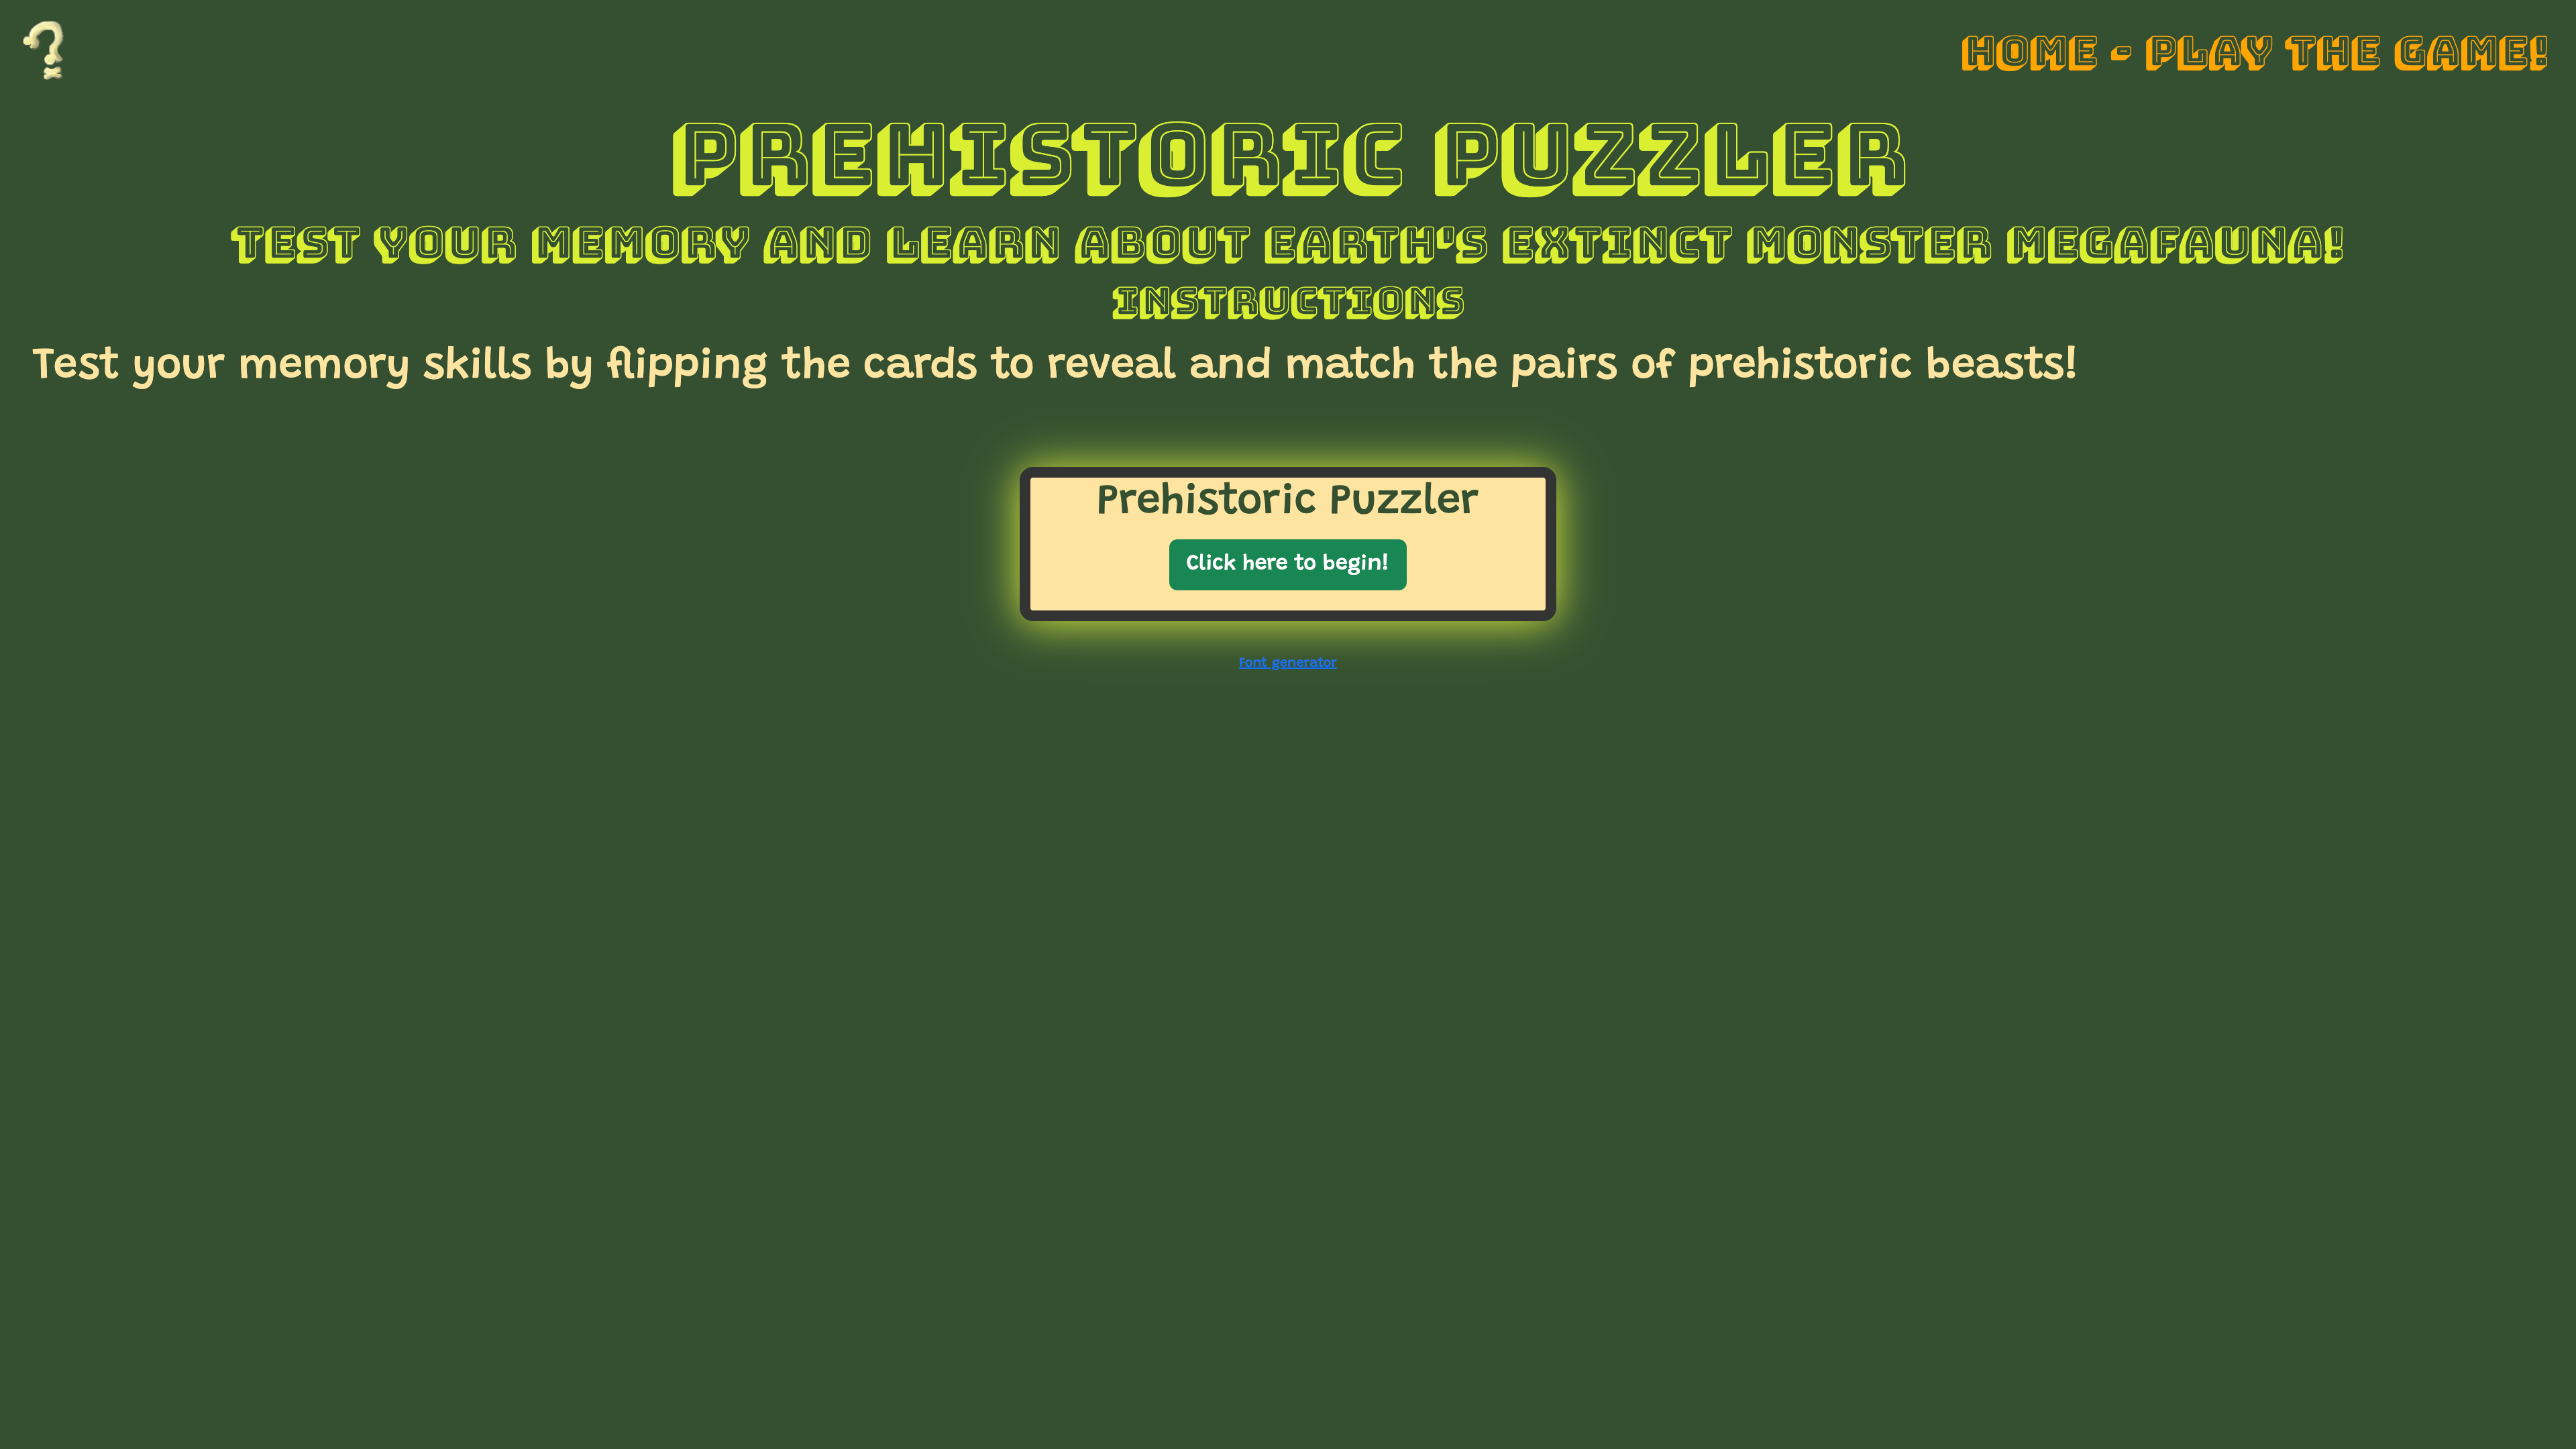 HOME - PLAY THE GAME!
PREHISTORIC PUZZLER
TEST YOUR MEMORY AND LEARN ABOUT EARTH'S EXTINCT MONSTER MEGAFAUNA!
INSTRUCTIONS
Test your memory skills by flipping the cards to reveal and match the pairs of prehistoric beasts!
Prehistoric Puzzler
Click here to begin!
Font generator